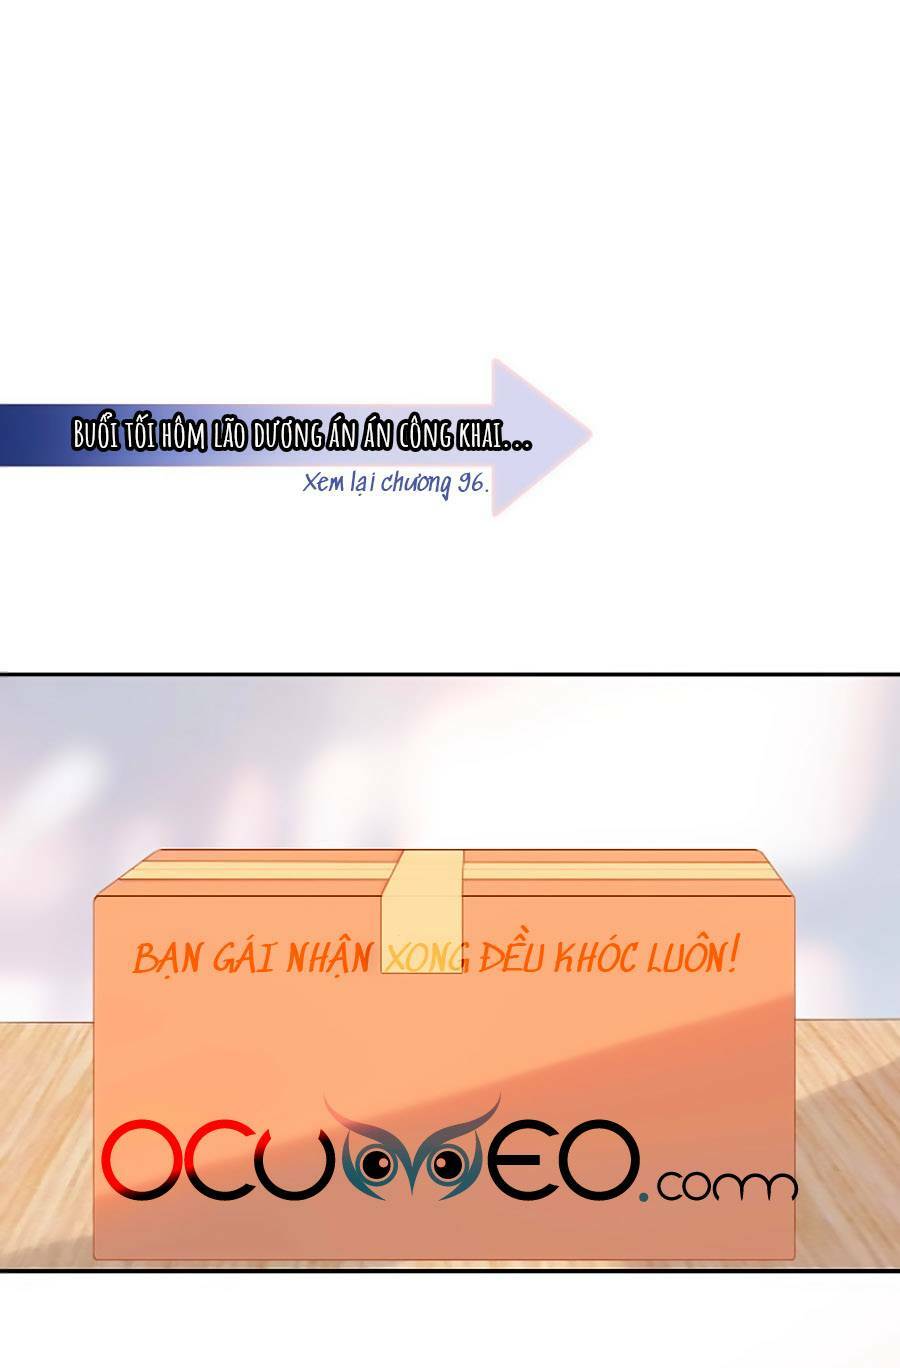 BUỔI TỐI HÔM LÃO DƯƠNG ÁN ÁN CÔNG KHAI...
Xem lại chương 96.
BẠN GÁI NHẬN XONG ĐỀU KHÓC LUÔN!
OCUMEO.com